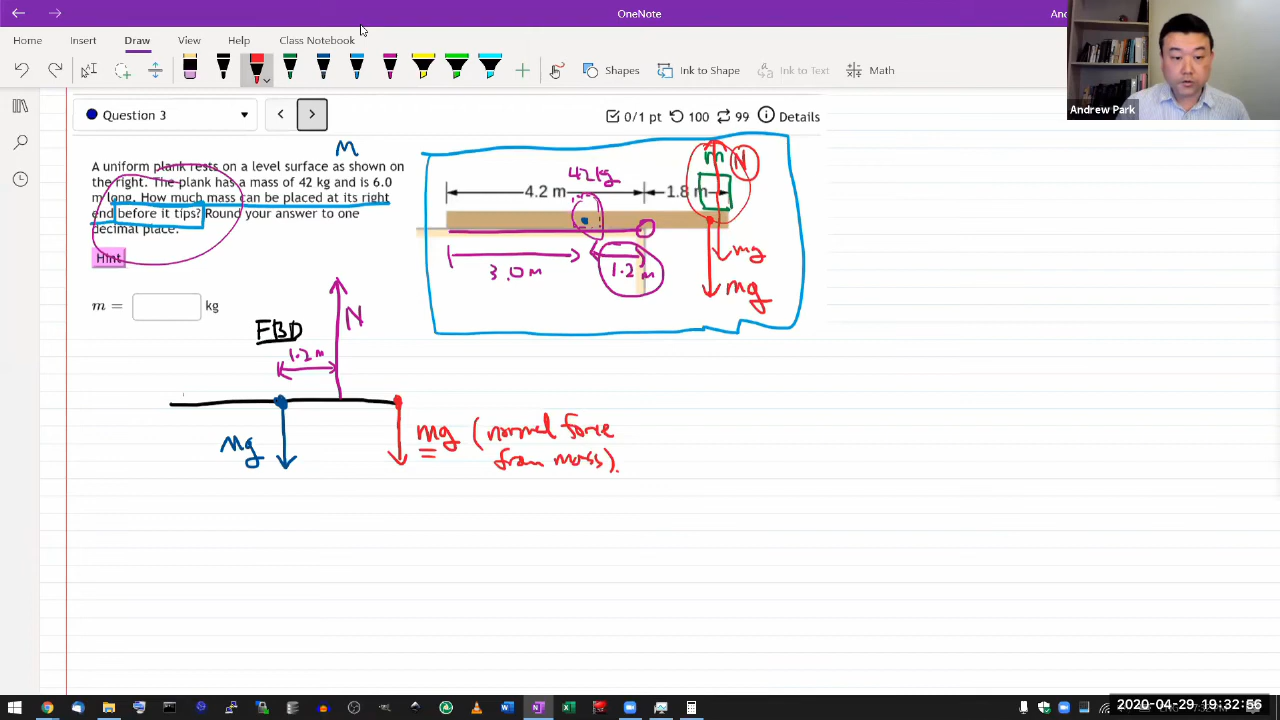 OneNote
An
Home
Insert
Draw
View
Help
Class Notebook
Shapes
Ink to Shape
Ink to Text
Math
Andrew Park
Question 3
0/1 pt
100
99
Details
M
A uniform plank rests on a level surface as shown on
the right. The plank has a mass of 42 kg and is 6.0
m long. How much mass can be placed at its right
end before it tips? Round your answer to one
decimal place.
Hint
m =
kg
42 kg
m
N
4.2 m
1.8 m
3.0 m
1.2 m
mg
mg
FBD
N
1.2 m
Mg
mg (normal force
from mass).
2020-04-29 19:32:56